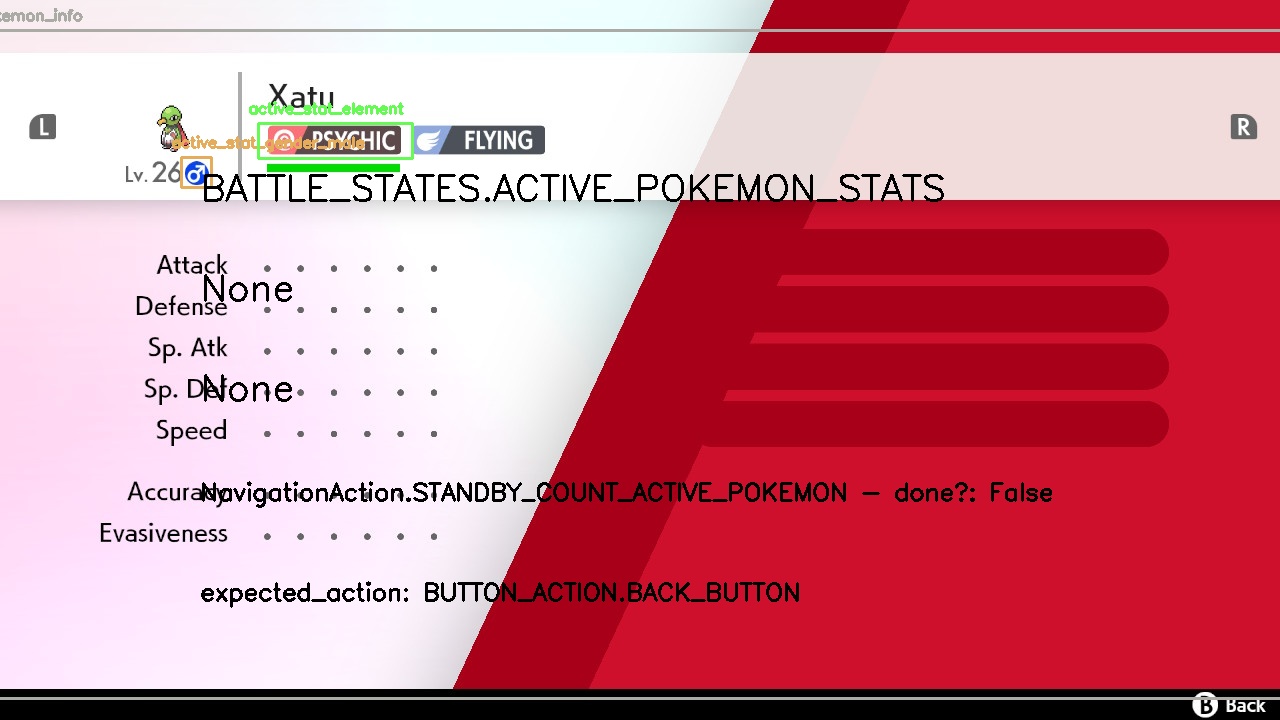 emon_info
Xatu
active_stat_element
L
PSYCHIC FLYING
R
active_stat_gender_male
Lv. 26
BATTLE_STATES.ACTIVE_POKEMON_STATS
Attack
None
Defense
Sp. Atk
Sp. Def
None
Speed
Accuracy
NavigationAction.STANDBY_COUNT_ACTIVE_POKEMON - done?: False
Evasiveness
expected_action: BUTTON_ACTION.BACK_BUTTON
B Back